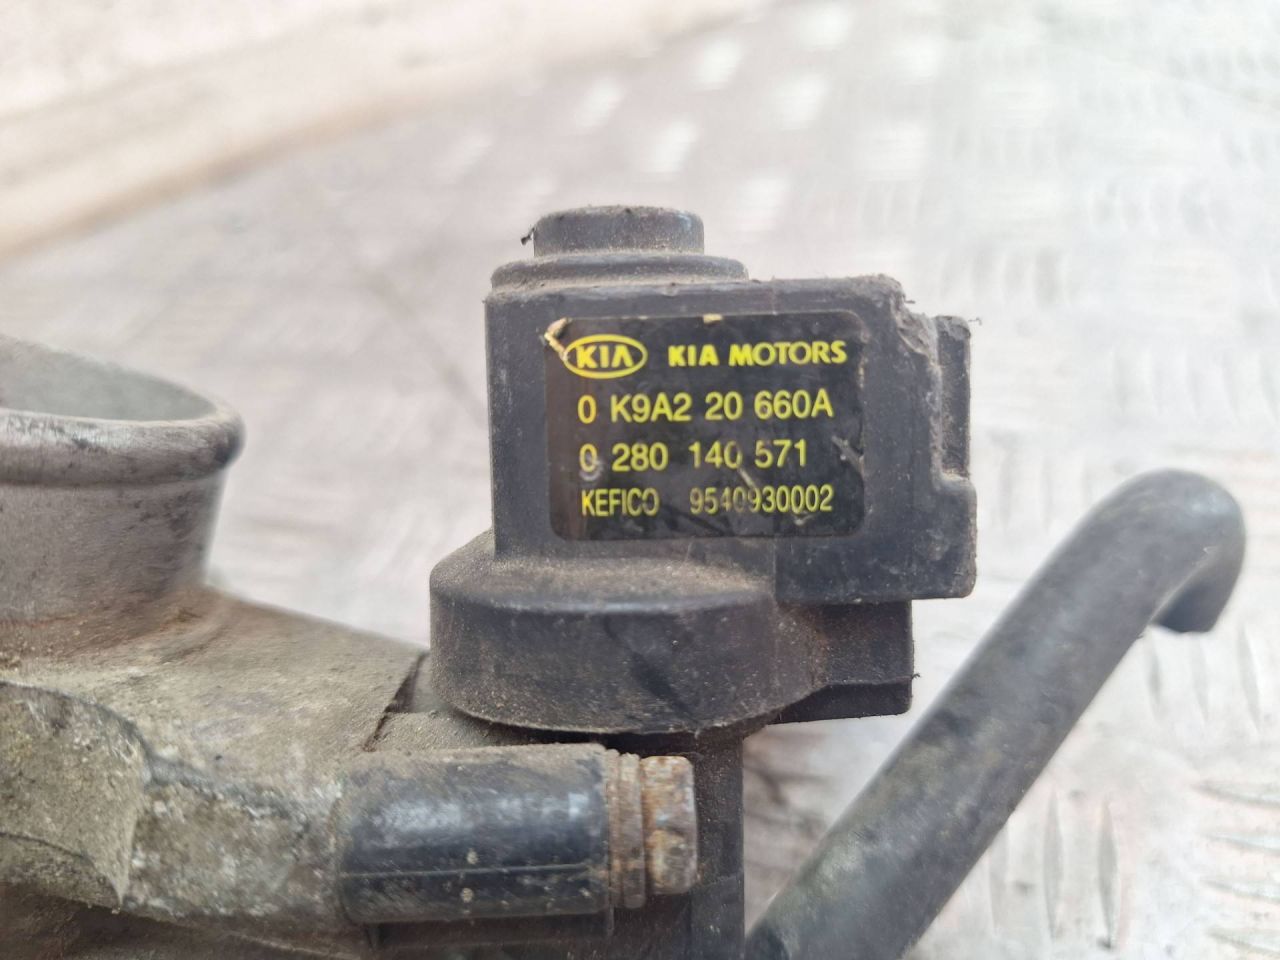 KIA KIA MOTORS
0 K9A2 20 660A
0 280 140 571
KEFICO 9540930002